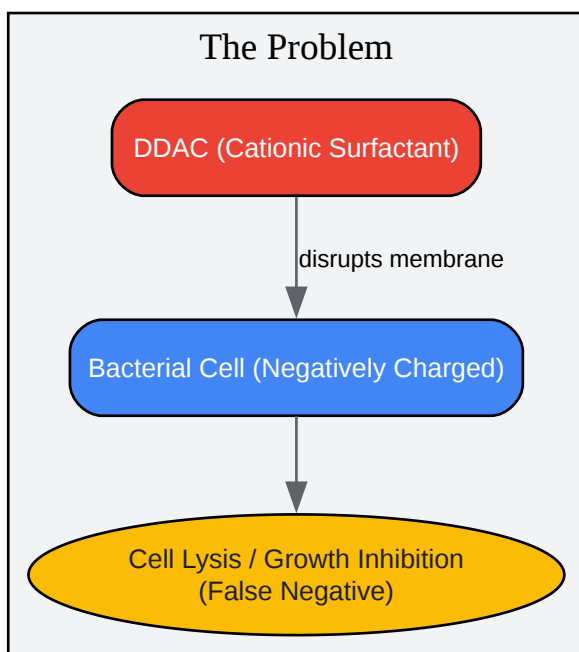 The Problem
DDAC (Cationic Surfactant)
disrupts membrane
Bacterial Cell (Negatively Charged)
Cell Lysis / Growth Inhibition
(False Negative)